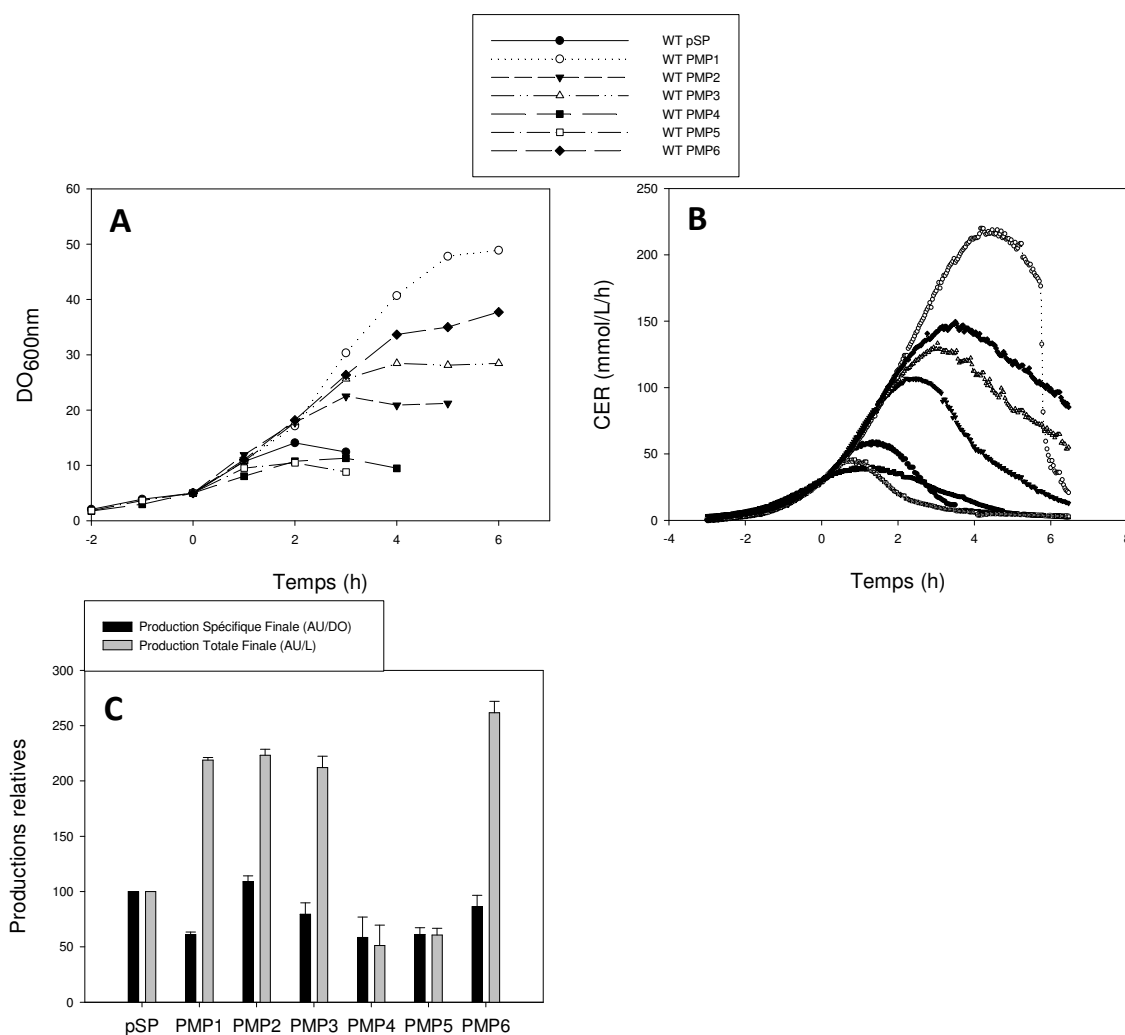 WT pSP
WT PMP1
WT PMP2
WT PMP3
WT PMP4
WT PMP5
WT PMP6
A
DO600nm
60
50
40
30
20
10
0
-2 0 2 4 6
Temps (h)
B
CER (mmol/L/h)
250
200
150
100
50
0
-4 -2 0 2 4 6 8
Temps (h)
Production Spécifique Finale (AU/DO)
Production Totale Finale (AU/L)
C
Productions relatives
300
250
200
150
100
50
0
pSP PMP1 PMP2 PMP3 PMP4 PMP5 PMP6